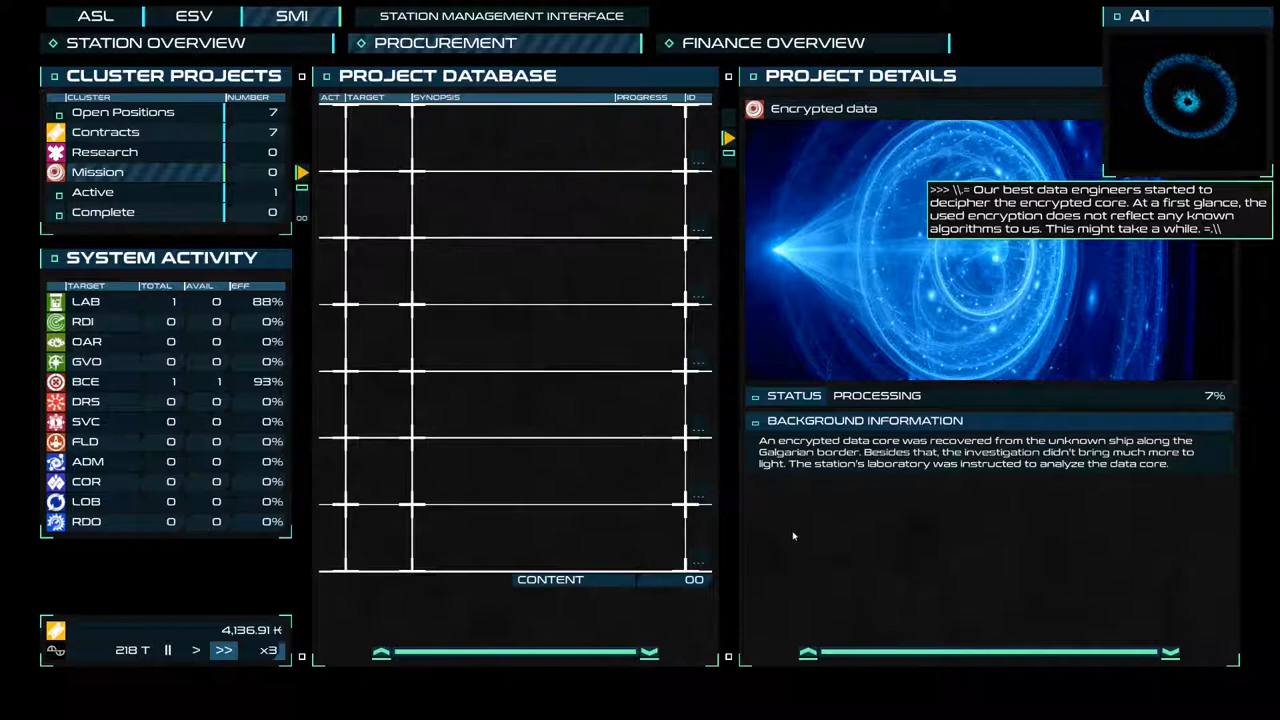 ASL ESV SMI STATION MANAGEMENT INTERFACE
STATION OVERVIEW PROCUREMENT FINANCE OVERVIEW
AI
CLUSTER PROJECTS
CLUSTER NUMBER
Open Positions 7
Contracts 7
Research 0
Mission 0
Active 1
Complete 0
SYSTEM ACTIVITY
TARGET TOTAL AVAIL EFF
LAB 1 0 88%
RDI 0 0 0%
OAR 0 0 0%
GVO 0 0 0%
BCE 1 1 93%
DRS 0 0 0%
SVC 0 0 0%
FLD 0 0 0%
ADM 0 0 0%
COR 0 0 0%
LOB 0 0 0%
RDO 0 0 0%
4,136.91 K
218 T II > >> x3
PROJECT DATABASE
ACT TARGET SYNOPSIS PROGRESS ID
...
...
...
...
...
...
...
CONTENT 00
PROJECT DETAILS
Encrypted data
>>> \\.= Our best data engineers started to
decipher the encrypted core. At a first glance, the
used encryption does not reflect any known
algorithms to us. This might take a while. =.\\
STATUS PROCESSING 7%
BACKGROUND INFORMATION
An encrypted data core was recovered from the unknown ship along the
Galgarian border. Besides that, the investigation didn't bring much more to
light. The station's laboratory was instructed to analyze the data core.